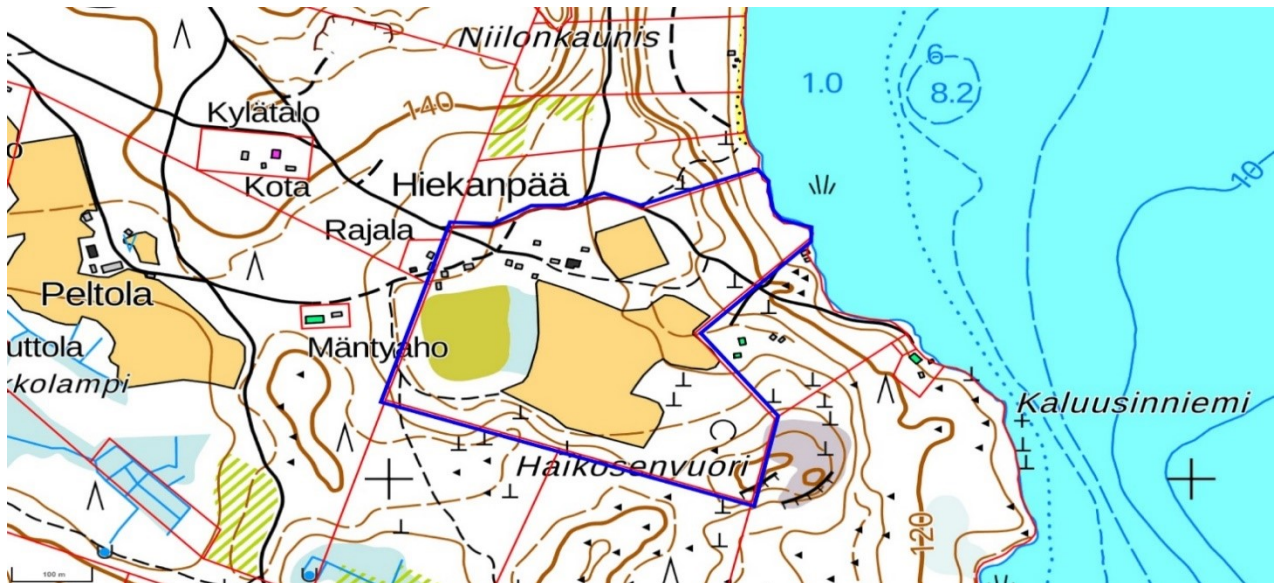 Niilonkaunis
6
1.0
8.2
140
Kylätalo
o
10
Kota
Hiekanpää
Rajala
Peltola
uttola
Mäntyaho
kkolampi
Kaluusinniemi
Haikosenvuori
120
100 m